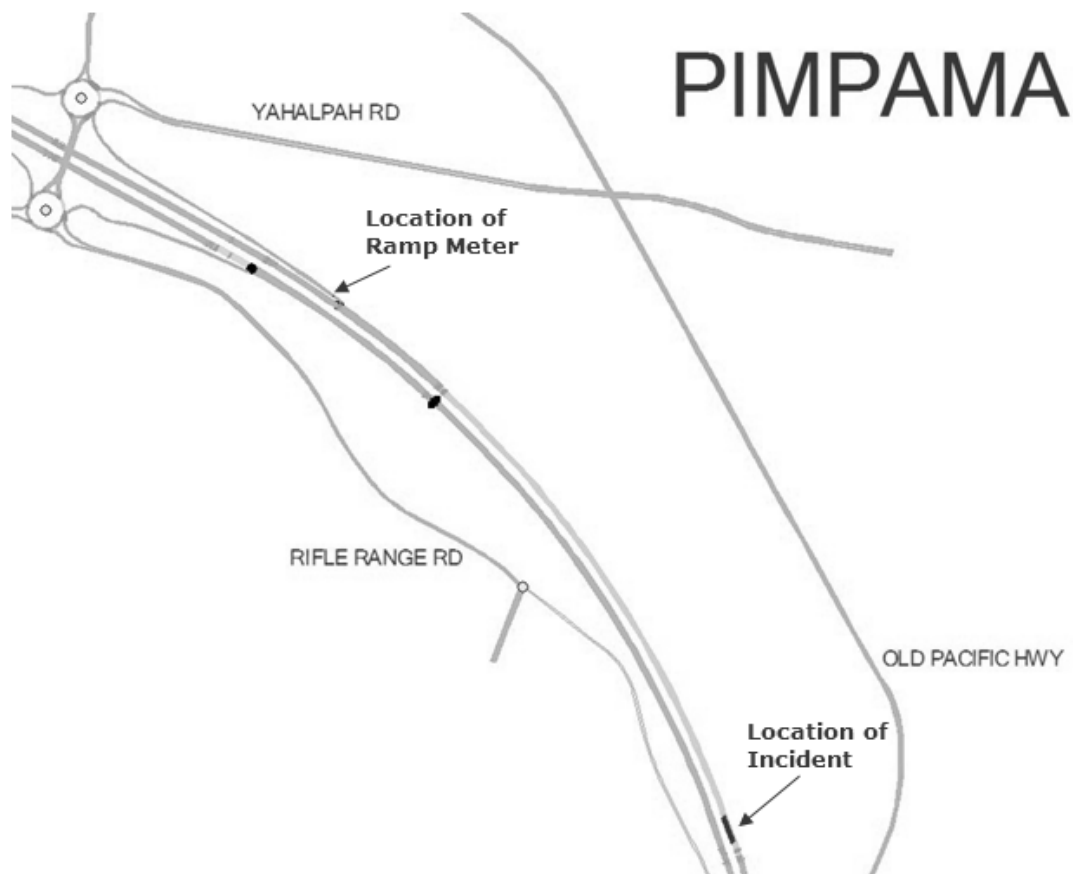 PIMPAMA
YAHALPAH RD
Location of
Ramp Meter
RIFLE RANGE RD
OLD PACIFIC HWY
Location of
Incident